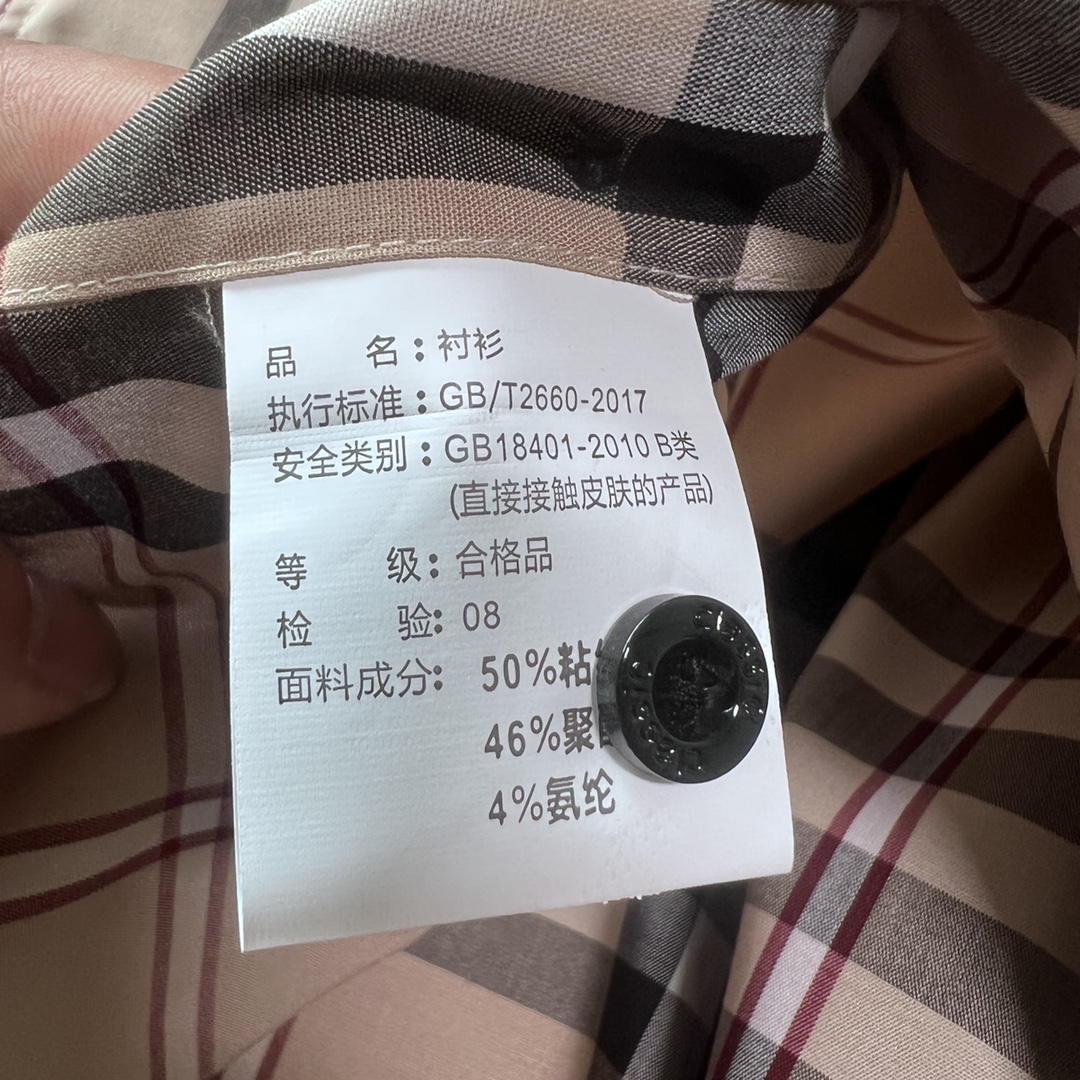 品 名：衬衫
执行标准：GB/T2660-2017
安全类别：GB18401-2010 B类
(直接接触皮肤的产品)
等 级：合格品
检 验：08
面料成分：50%粘
46%聚
4%氨纶